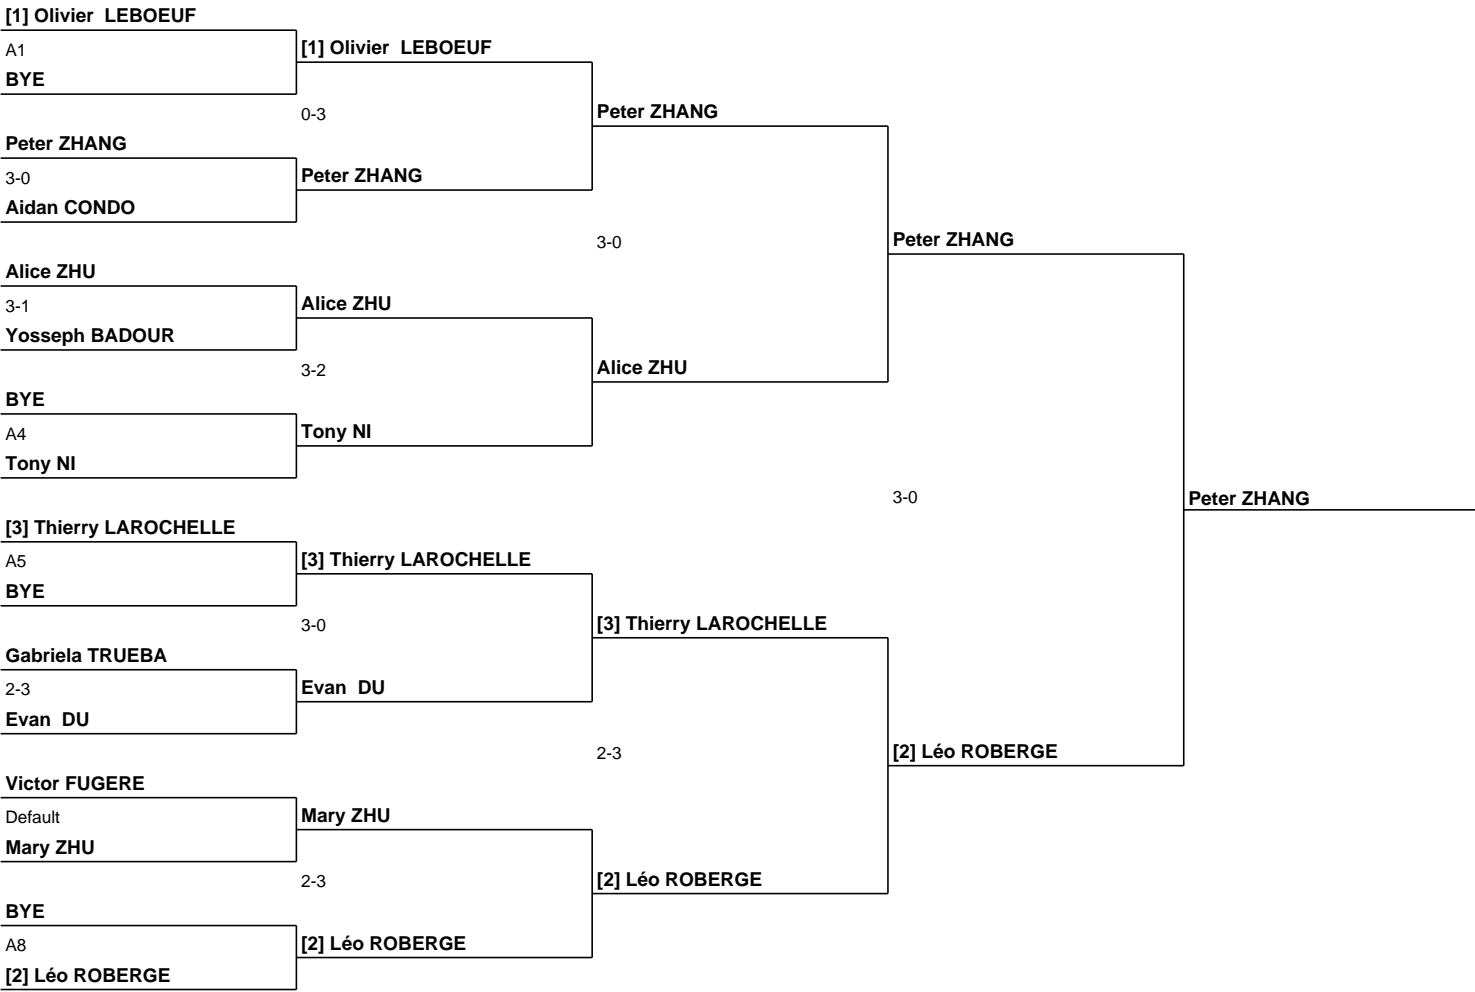 [1] Olivier  LEBOEUF
A1
BYE
[1] Olivier  LEBOEUF
0-3
Peter ZHANG
3-0
Aidan CONDO
Peter ZHANG
Peter ZHANG
3-0
Alice ZHU
3-1
Yosseph BADOUR
Alice ZHU
3-2
BYE
A4
Tony NI
Tony NI
Alice ZHU
Peter ZHANG
3-0
[3] Thierry LAROCHELLE
A5
BYE
[3] Thierry LAROCHELLE
3-0
Gabriela TRUEBA
2-3
Evan  DU
Evan  DU
[3] Thierry LAROCHELLE
2-3
Victor FUGERE
Default
Mary ZHU
Mary ZHU
2-3
BYE
A8
[2] Léo ROBERGE
[2] Léo ROBERGE
[2] Léo ROBERGE
[2] Léo ROBERGE
Peter ZHANG